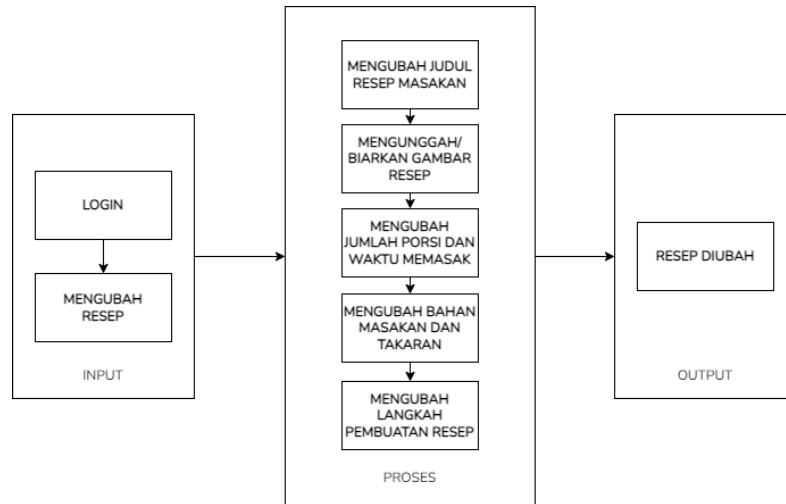 LOGIN
MENGUBAH
RESEP
INPUT
MENGUBAH JUDUL
RESEP MASAKAN
MENGUNGGAH/
BIARKAN GAMBAR
RESEP
MENGUBAH
JUMLAH PORSI DAN
WAKTU MEMASAK
MENGUBAH BAHAN
MASAKAN DAN
TAKARAN
MENGUBAH
LANGKAH
PEMBUATAN RESEP
PROSES
RESEP DIUBAH
OUTPUT